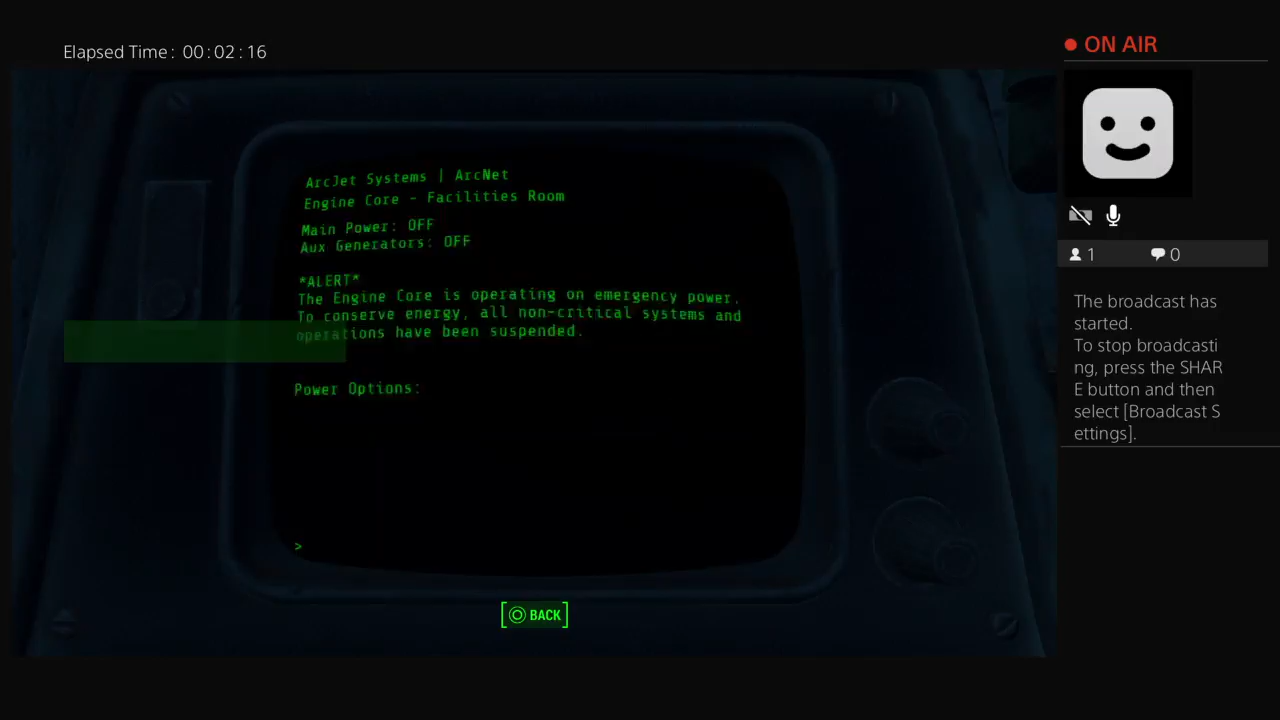 Elapsed Time: 00:02:16
ON AIR
ArcJet Systems | ArcNet
Engine Core - Facilities Room
Main Power: OFF
Aux Generators: OFF
*ALERT*
The Engine Core is operating on emergency power.
To conserve energy, all non-critical systems and
operations have been suspended.
Power Options:
>
BACK
1
0
The broadcast has
started.
To stop broadcasti
ng, press the SHAR
E button and then
select [Broadcast S
ettings].